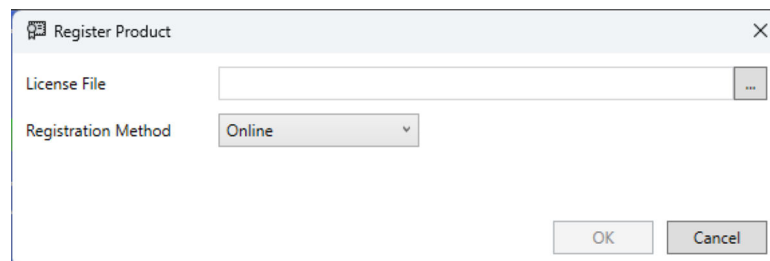 Register Product
License File
...
Registration Method Online
OK Cancel